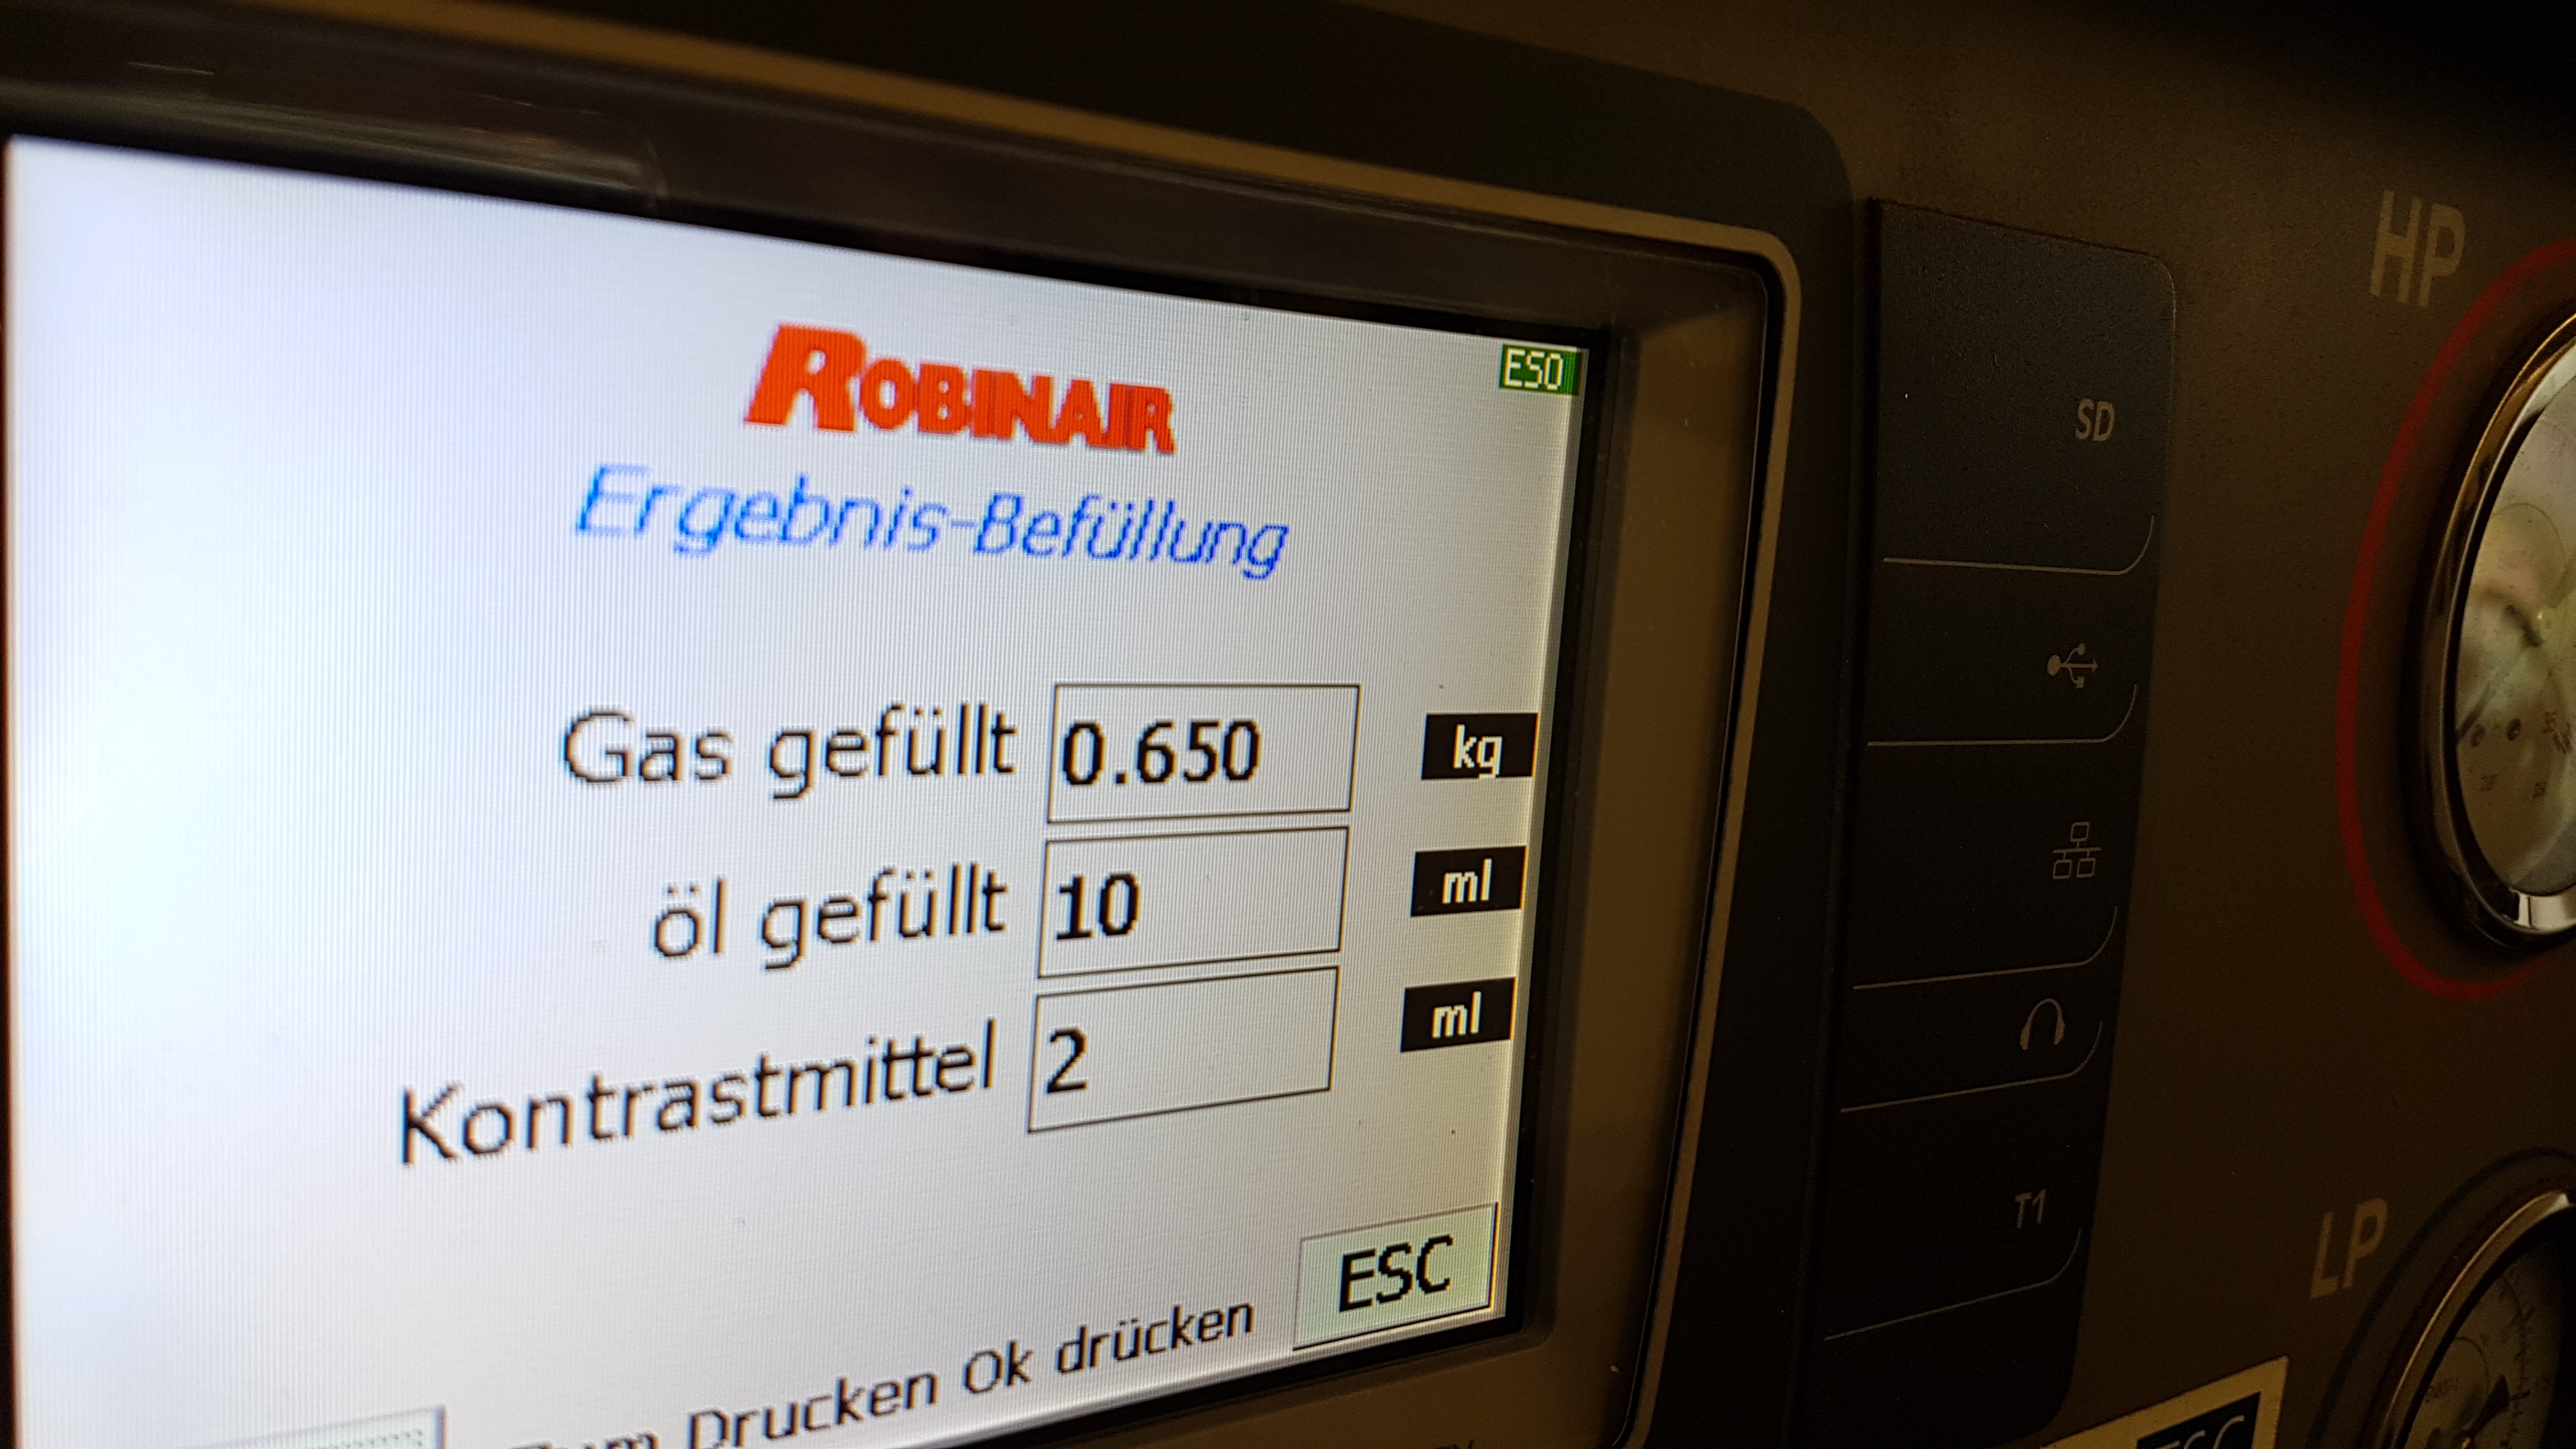 ROBINAIR
ES0
Ergebnis-Befüllung
Gas gefüllt 0.650 kg
öl gefüllt 10 ml
Kontrastmittel 2 ml
ESC
Drucken Ok drücken
HP
SD
T1
LP